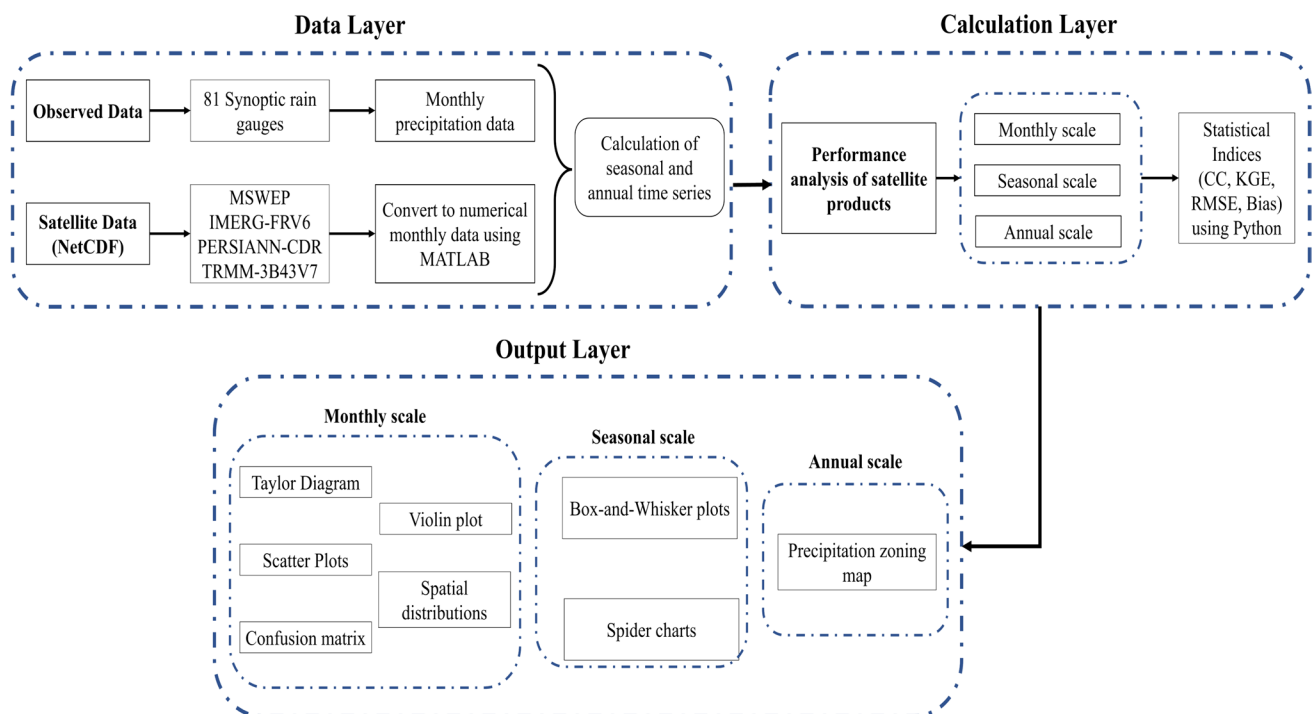 Data Layer
Observed Data
81 Synoptic rain
gauges
Monthly
precipitation data
Satellite Data
(NetCDF)
MSWEP
IMERG-FRV6
PERSIANN-CDR
TRMM-3B43V7
Convert to numerical
monthly data using
MATLAB
Calculation of
seasonal and
annual time series
Calculation Layer
Performance
analysis of satellite
products
Monthly scale
Seasonal scale
Annual scale
Statistical
Indices
(CC, KGE,
RMSE, Bias)
using Python
Output Layer
Monthly scale
Taylor Diagram
Violin plot
Scatter Plots
Spatial
distributions
Confusion matrix
Seasonal scale
Box-and-Whisker plots
Spider charts
Annual scale
Precipitation zoning
map